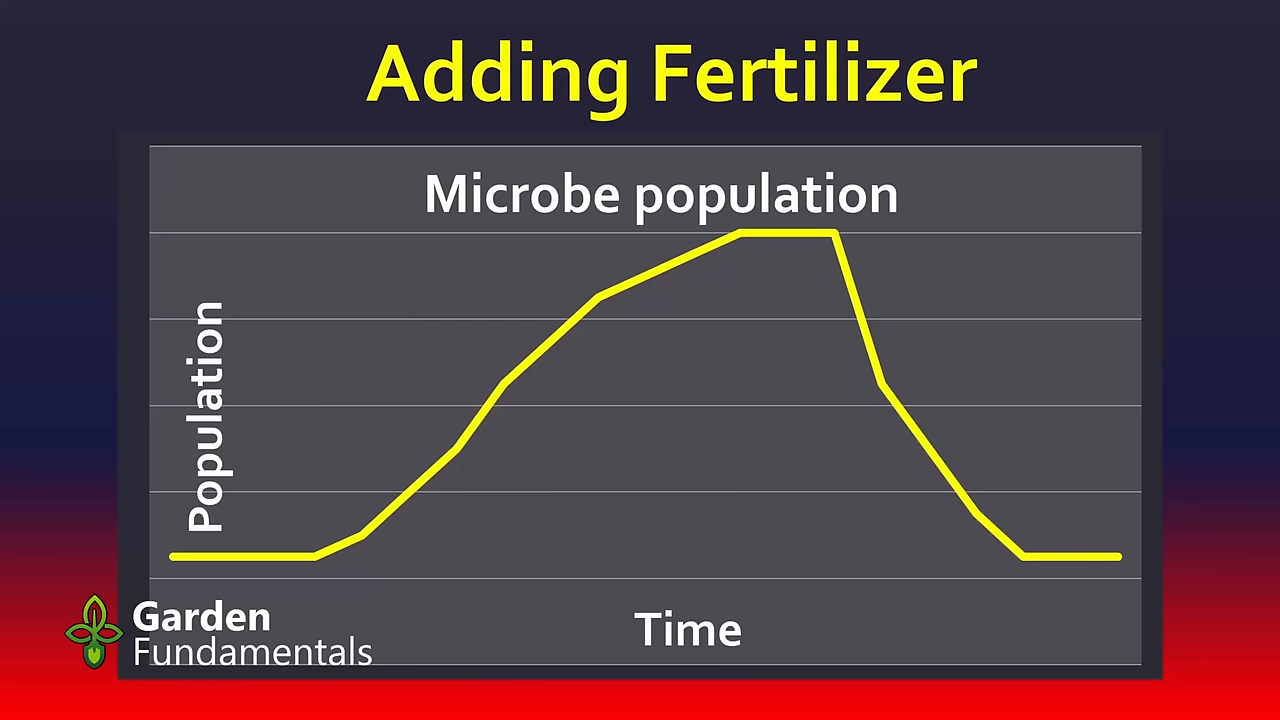 Adding Fertilizer
Microbe population
Population
Time
Garden
Fundamentals